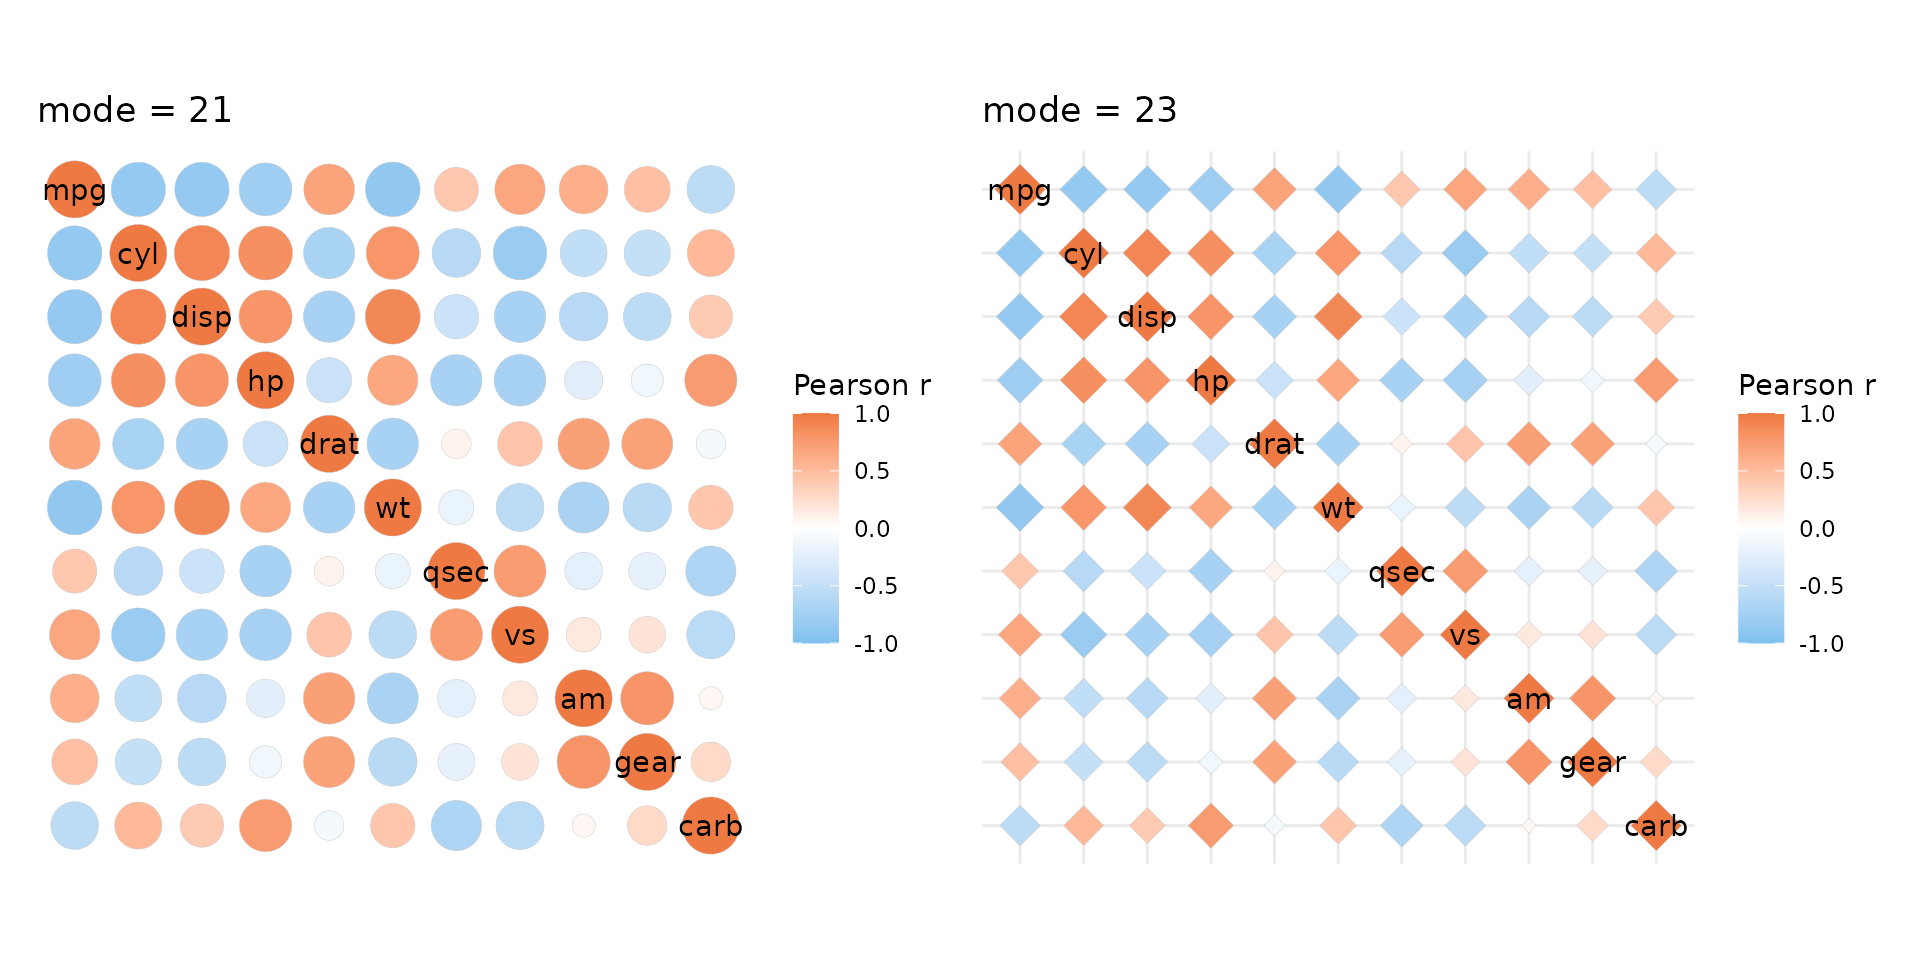 mode = 21
mpg
cyl
disp
hp
drat
wt
qsec
vs
am
gear
carb
Pearson r
1.0
0.5
0.0
-0.5
-1.0
mode = 23
mpg
cyl
disp
hp
drat
wt
qsec
vs
am
gear
carb
Pearson r
1.0
0.5
0.0
-0.5
-1.0